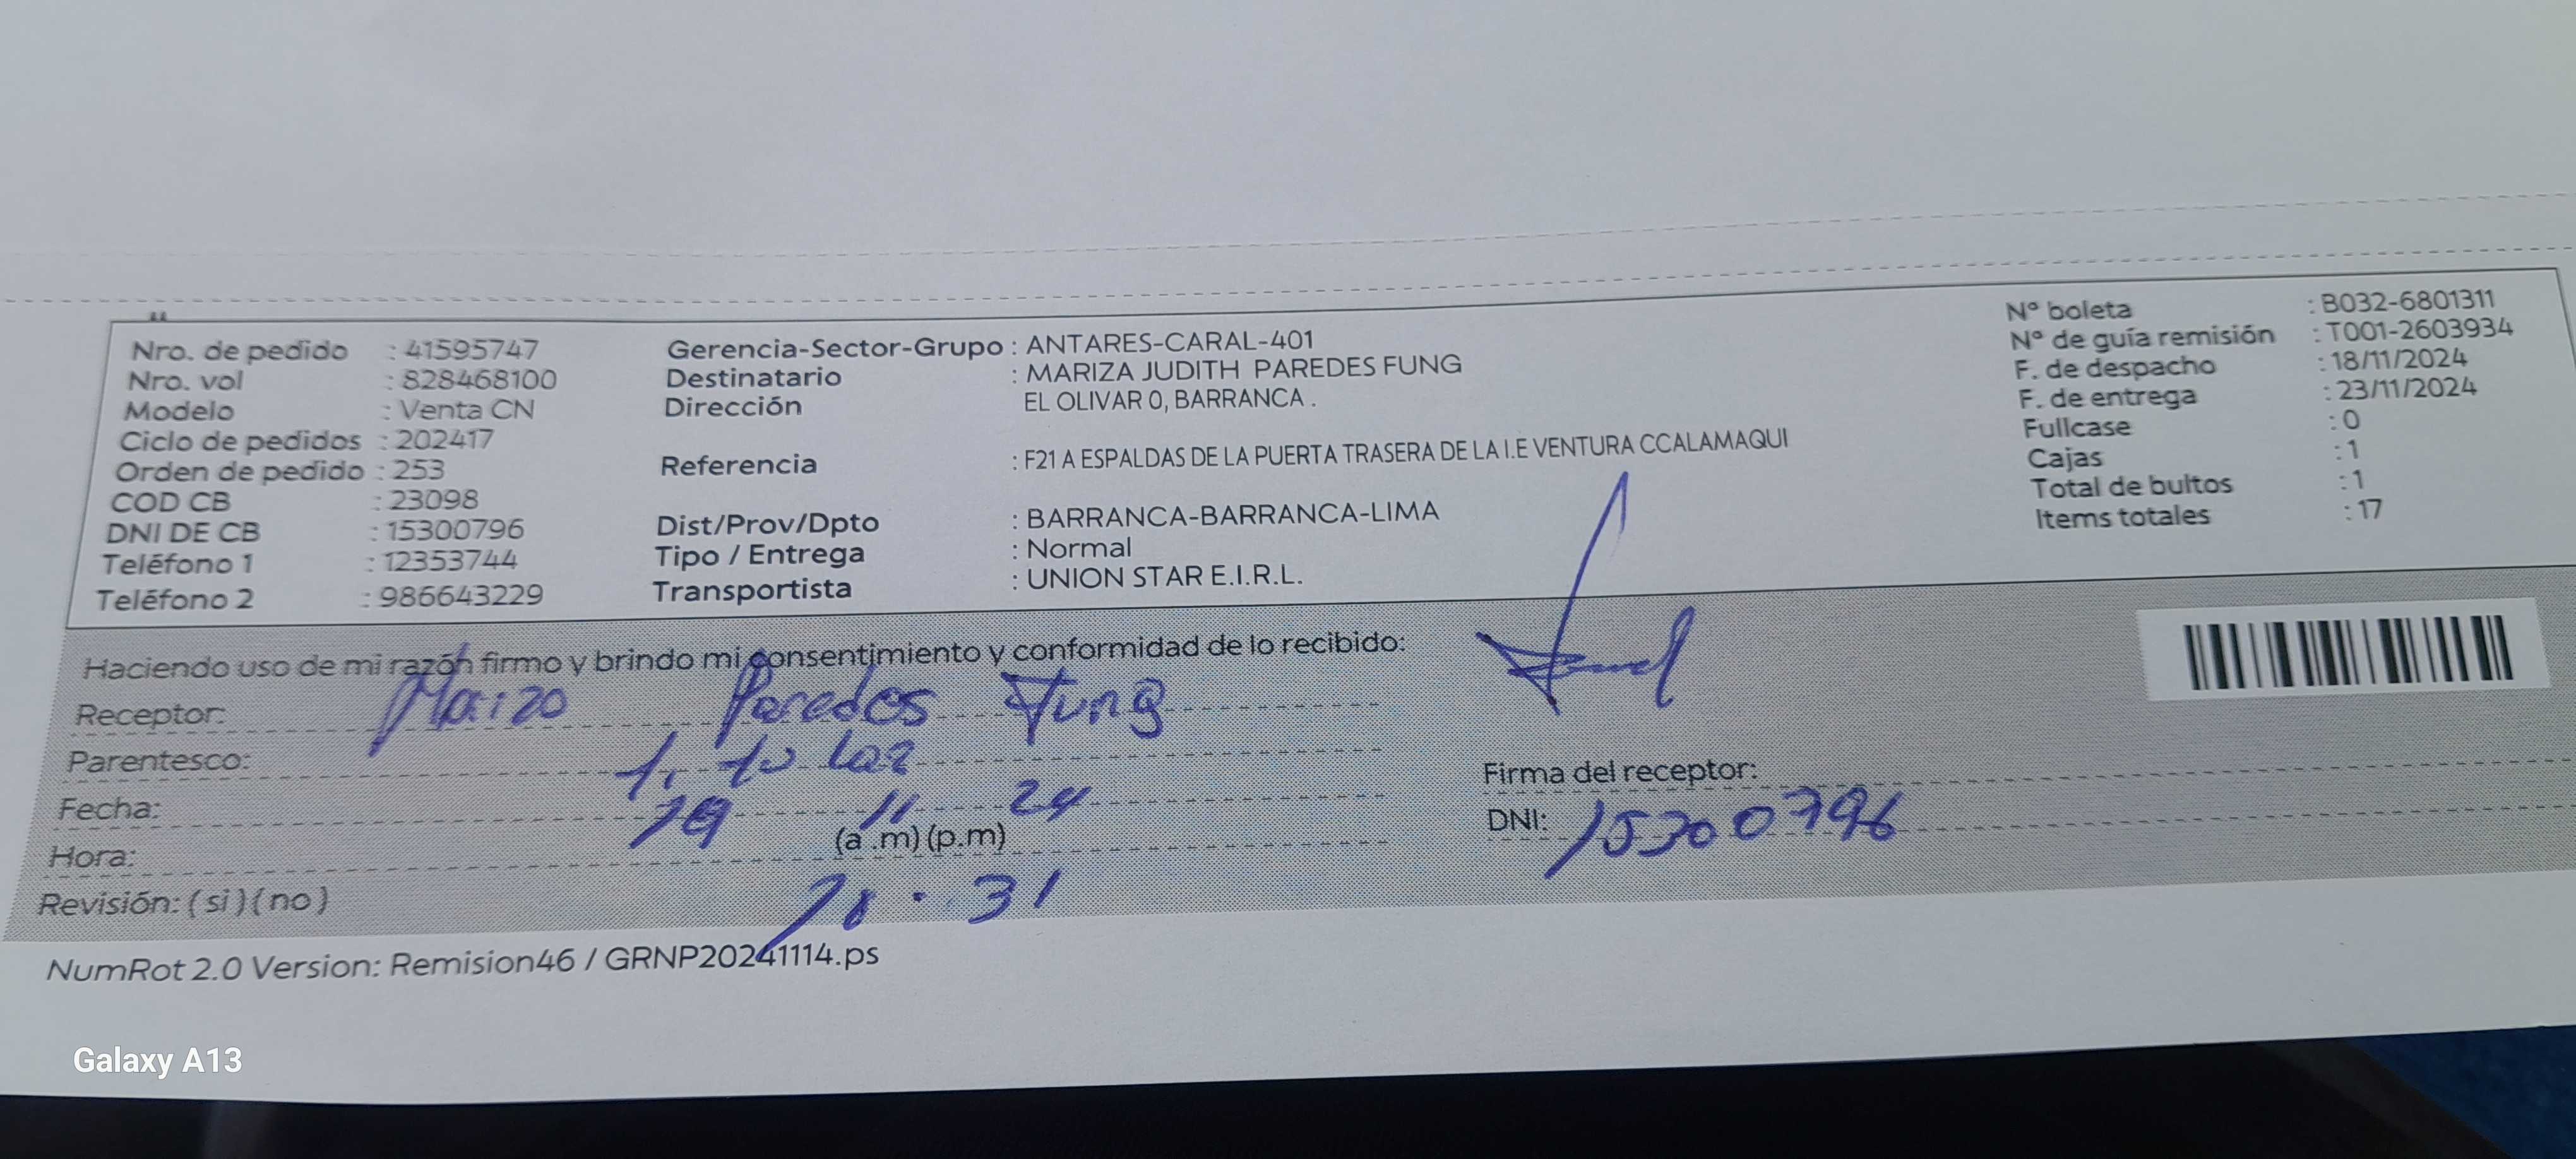 Nro. de pedido : 41595747
Nro. vol : 828468100
Modelo : Venta CN
Ciclo de pedidos : 202417
Orden de pedido : 253
COD CB : 23098
DNI DE CB : 15300796
Teléfono 1 : 12353744
Teléfono 2 : 986643229
Gerencia-Sector-Grupo : ANTARES-CARAL-401
Destinatario : MARIZA JUDITH PAREDES FUNG
Dirección EL OLIVAR 0, BARRANCA .
Referencia : F21 A ESPALDAS DE LA PUERTA TRASERA DE LA I.E VENTURA CCALAMAQUI
Dist/Prov/Dpto : BARRANCA-BARRANCA-LIMA
Tipo / Entrega : Normal
Transportista : UNION STAR E.I.R.L.
Nº boleta : B032-6801311
Nº de guía remisión : T001-2603934
F. de despacho : 18/11/2024
F. de entrega : 23/11/2024
Fullcase : 0
Cajas : 1
Total de bultos : 1
Items totales : 17
Haciendo uso de mi razón firmo y brindo mi consentimiento y conformidad de lo recibido:
Receptor: Paredes Fung
Parentesco: Titular
Fecha: 19 11 24
Hora: (a .m) (p.m)
Revisión: ( si ) ( no )
Firma del receptor:
DNI: 15300796
NumRot 2.0 Version: Remision46 / GRNP20241114.ps
Galaxy A13